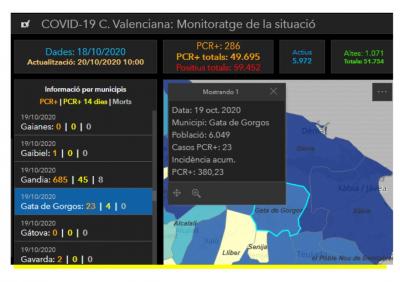 COVID-19 C. Valenciana: Monitoratge de la situació
Dades: 18/10/2020
Actualització: 20/10/2020 10:00
PCR+: 286
PCR+ totals: 49.695
Positius totals: 59.452
Actius
5.972
Altes: 1.071
Totals: 51.754
Informació per municipis
PCR+ | PCR+ 14 dies | Morts
19/10/2020
Gaianes: 0 | 0 | 0
19/10/2020
Gaibiel: 1 | 0 | 0
19/10/2020
Gandia: 685 | 45 | 8
19/10/2020
Gata de Gorgos: 23 | 4 | 0
19/10/2020
Gátova: 0 | 0 | 0
19/10/2020
Gavarda: 2 | 0 | 0
Mostrando 1
Data: 19 oct. 2020
Municipi: Gata de Gorgos
Població: 6.049
Casos PCR+: 23
Incidència acum.
PCR+: 380,23
Dénia
Xàbia / Jávea
Gata de Gorgos
Alcalalí
Senija
Llíber
Teulada
el Poble Nou de